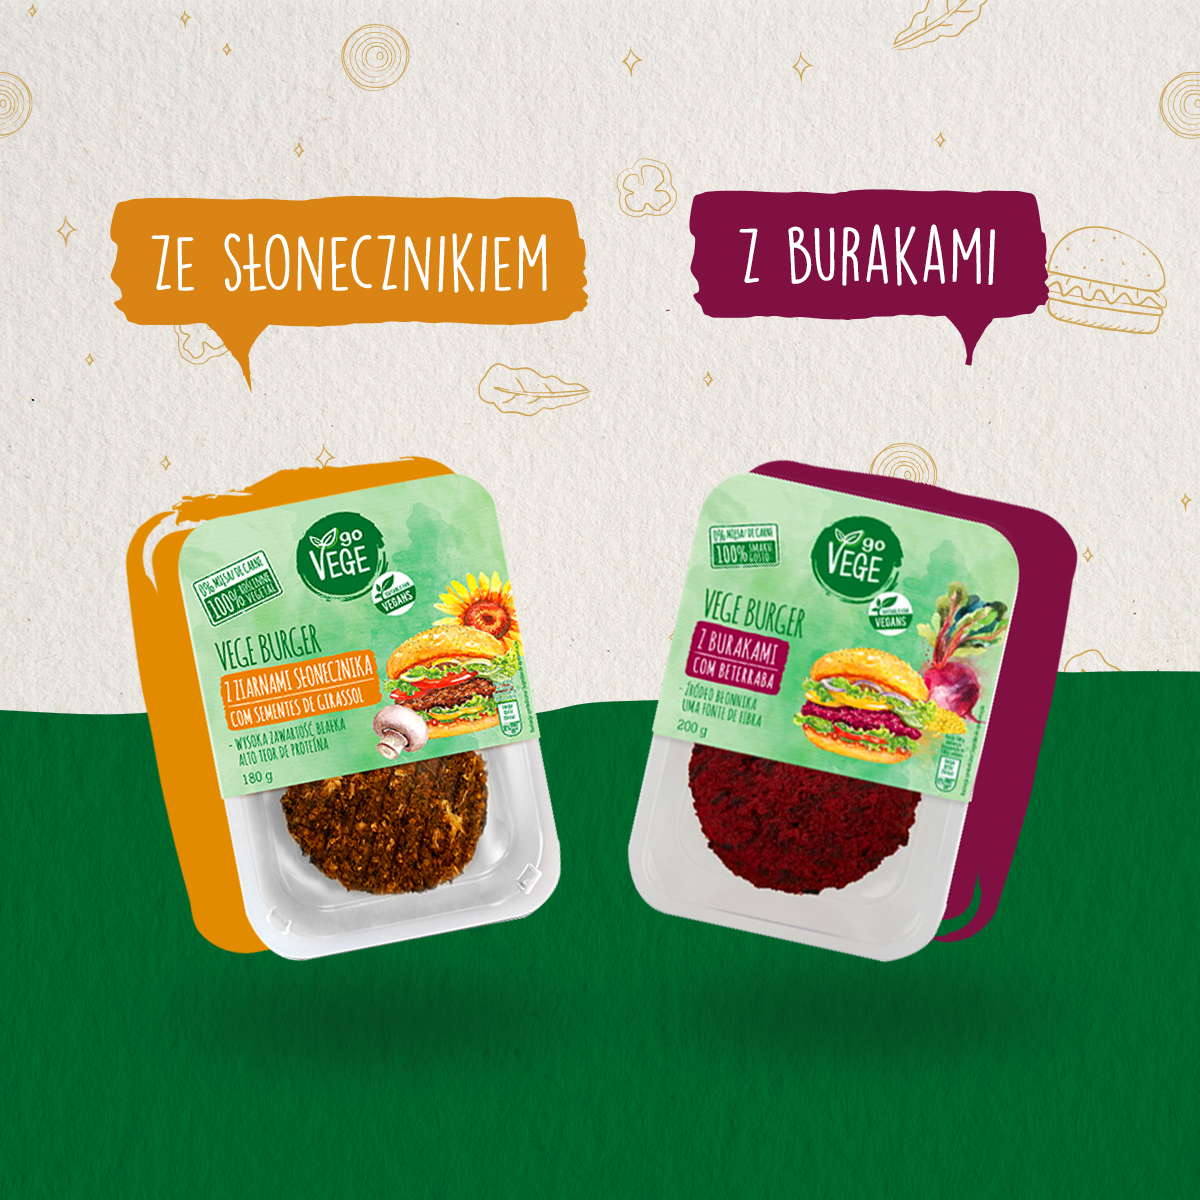 ZE SŁONECZNIKIEM
Z BURAKAMI
0% MIĘSA/DE CARNE
100% ROŚLINNE
VEGETAL
go
VEGE
VEGANS
VEGE BURGER
Z ZIARNAMI SŁONECZNIKA
COM SEMENTES DE GIRASSOL
- WYSOKA ZAWARTOŚĆ BIAŁKA
ALTO TEOR DE PROTEÍNA
180 g
0% MIĘSA/DE CARNE
100% SMAKU
GOSTO
go
VEGE
VEGANS
VEGE BURGER
Z BURAKAMI
COM BETERRABA
- ŹRÓDŁO BŁONNIKA
UMA FONTE DE FIBRA
200 g